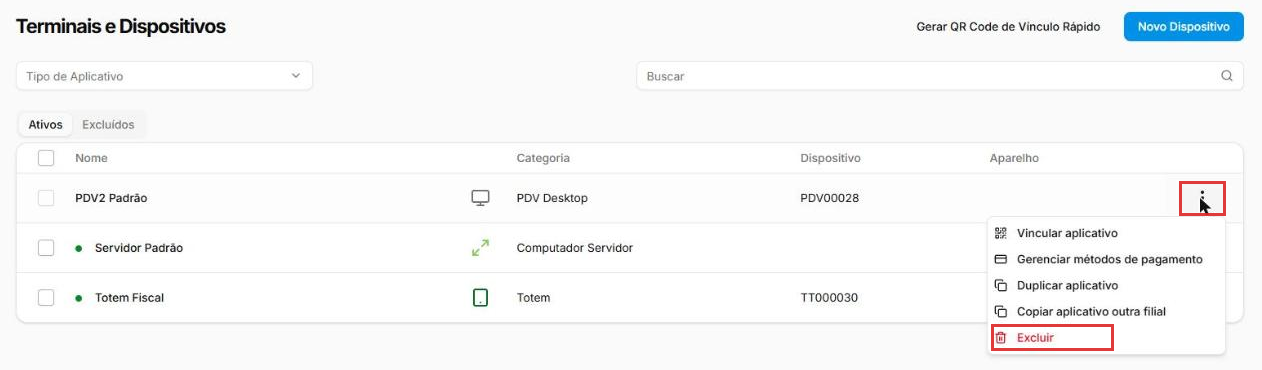 Terminais e Dispositivos
Gerar QR Code de Vínculo Rápido
Novo Dispositivo
Tipo de Aplicativo
Buscar
Ativos Excluídos
Nome Categoria Dispositivo Aparelho
PDV2 Padrão PDV Desktop PDV00028
Vincular aplicativo
Servidor Padrão Computador Servidor
Gerenciar métodos de pagamento
Duplicar aplicativo
Totem Fiscal Totem TT000030
Copiar aplicativo outra filial
Excluir